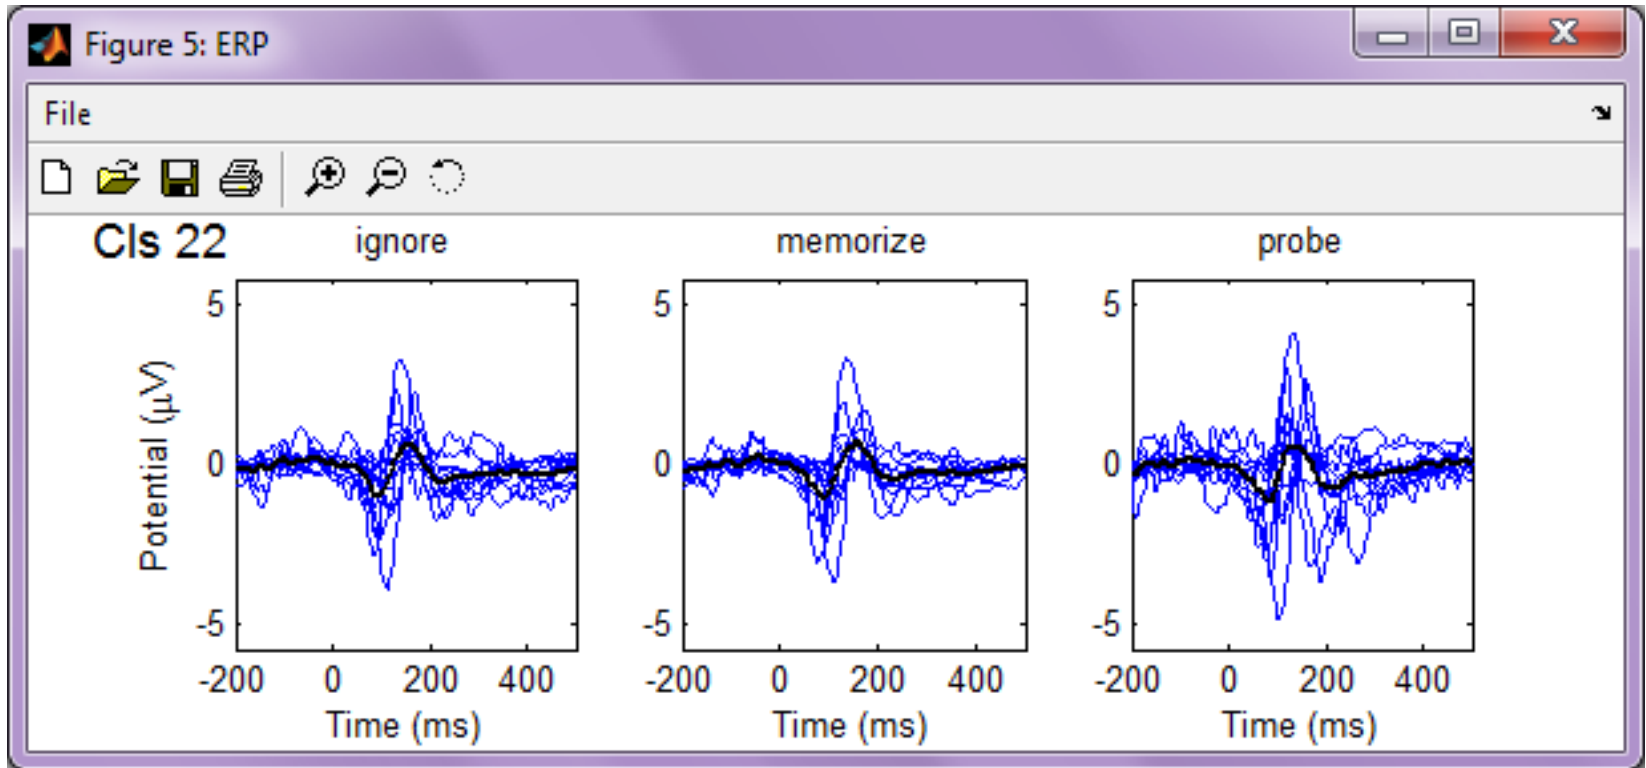 Figure 5: ERP
File
Cls 22
ignore
memorize
probe
Potential (μV)
5
0
-5
-200 0 200 400
Time (ms)
5
0
-5
-200 0 200 400
Time (ms)
5
0
-5
-200 0 200 400
Time (ms)